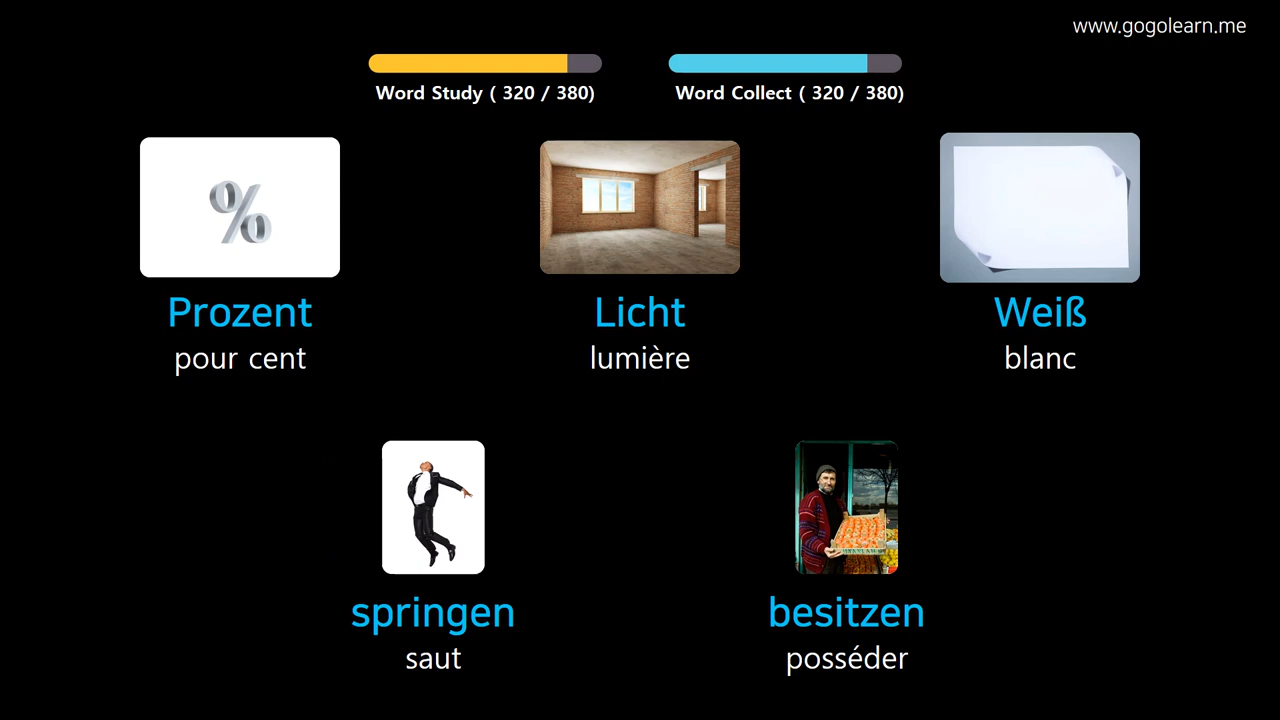 www.gogolearn.me
Word Study ( 320 / 380)
Word Collect ( 320 / 380)
%
Prozent
pour cent
Licht
lumière
Weiß
blanc
springen
saut
besitzen
posséder